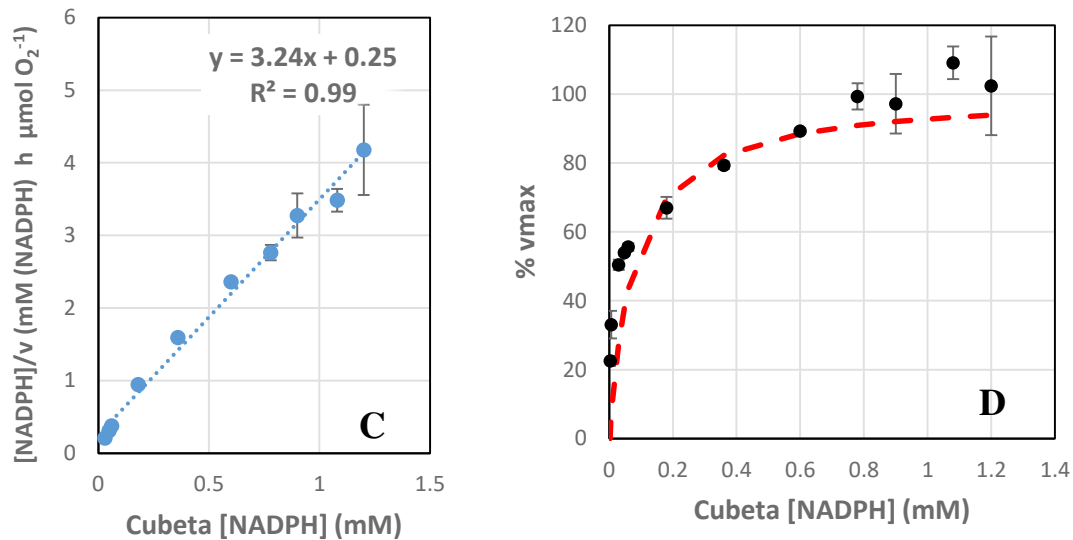 [NADPH]/v (mM (NADPH) h µmol O₂⁻¹)
6
5
4
3
2
1
0
y = 3.24x + 0.25
R² = 0.99
C
0 0.5 1 1.5
Cubeta [NADPH] (mM)
% vmax
120
100
80
60
40
20
0
D
0 0.2 0.4 0.6 0.8 1 1.2 1.4
Cubeta [NADPH] (mM)